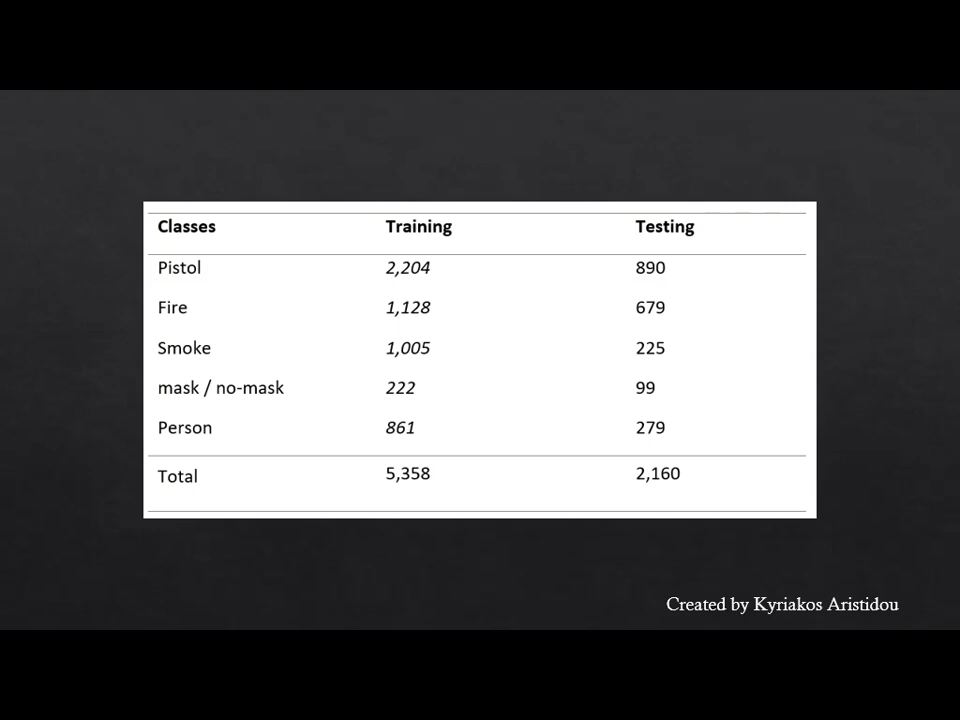 Classes Training Testing
Pistol 2,204 890
Fire 1,128 679
Smoke 1,005 225
mask / no-mask 222 99
Person 861 279
Total 5,358 2,160
Created by Kyriakos Aristidou